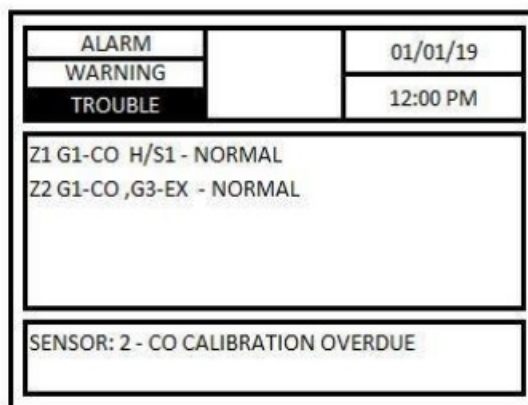 ALARM
WARNING
TROUBLE
01/01/19
12:00 PM
Z1 G1-CO H/S1 - NORMAL
Z2 G1-CO ,G3-EX - NORMAL
SENSOR: 2 - CO CALIBRATION OVERDUE